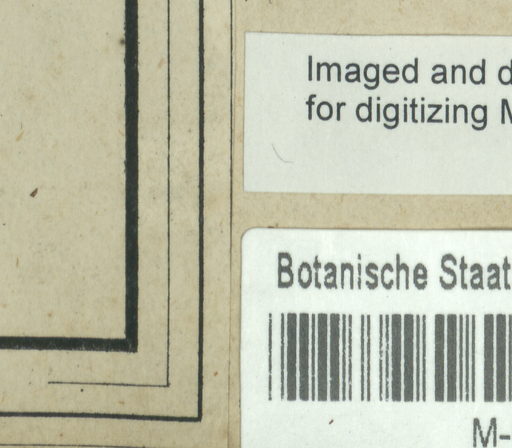 Imaged and d
for digitizing M
Botanische Staat
M-